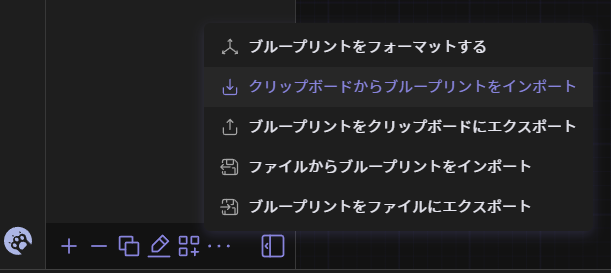 ブループリントをフォーマットする
クリップボードからブループリントをインポート
ブループリントをクリップボードにエクスポート
ファイルからブループリントをインポート
ブループリントをファイルにエクスポート